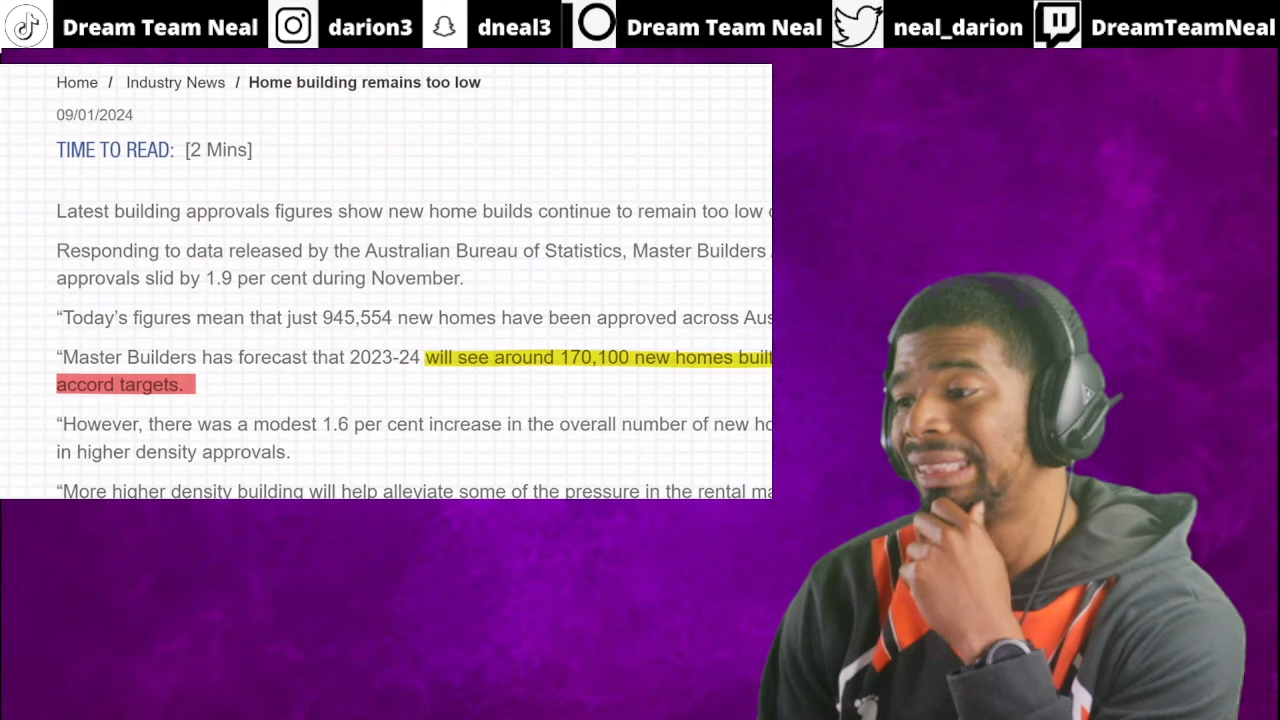 Dream Team Neal darion3 dneal3 Dream Team Neal neal_darion DreamTeamNeal
Home / Industry News / Home building remains too low
09/01/2024
TIME TO READ: [2 Mins]
Latest building approvals figures show new home builds continue to remain too low
Responding to data released by the Australian Bureau of Statistics, Master Builders
approvals slid by 1.9 per cent during November.
“Today’s figures mean that just 945,554 new homes have been approved across Aus
“Master Builders has forecast that 2023-24 will see around 170,100 new homes built
accord targets.
“However, there was a modest 1.6 per cent increase in the overall number of new ho
in higher density approvals.
“More higher density building will help alleviate some of the pressure in the rental ma